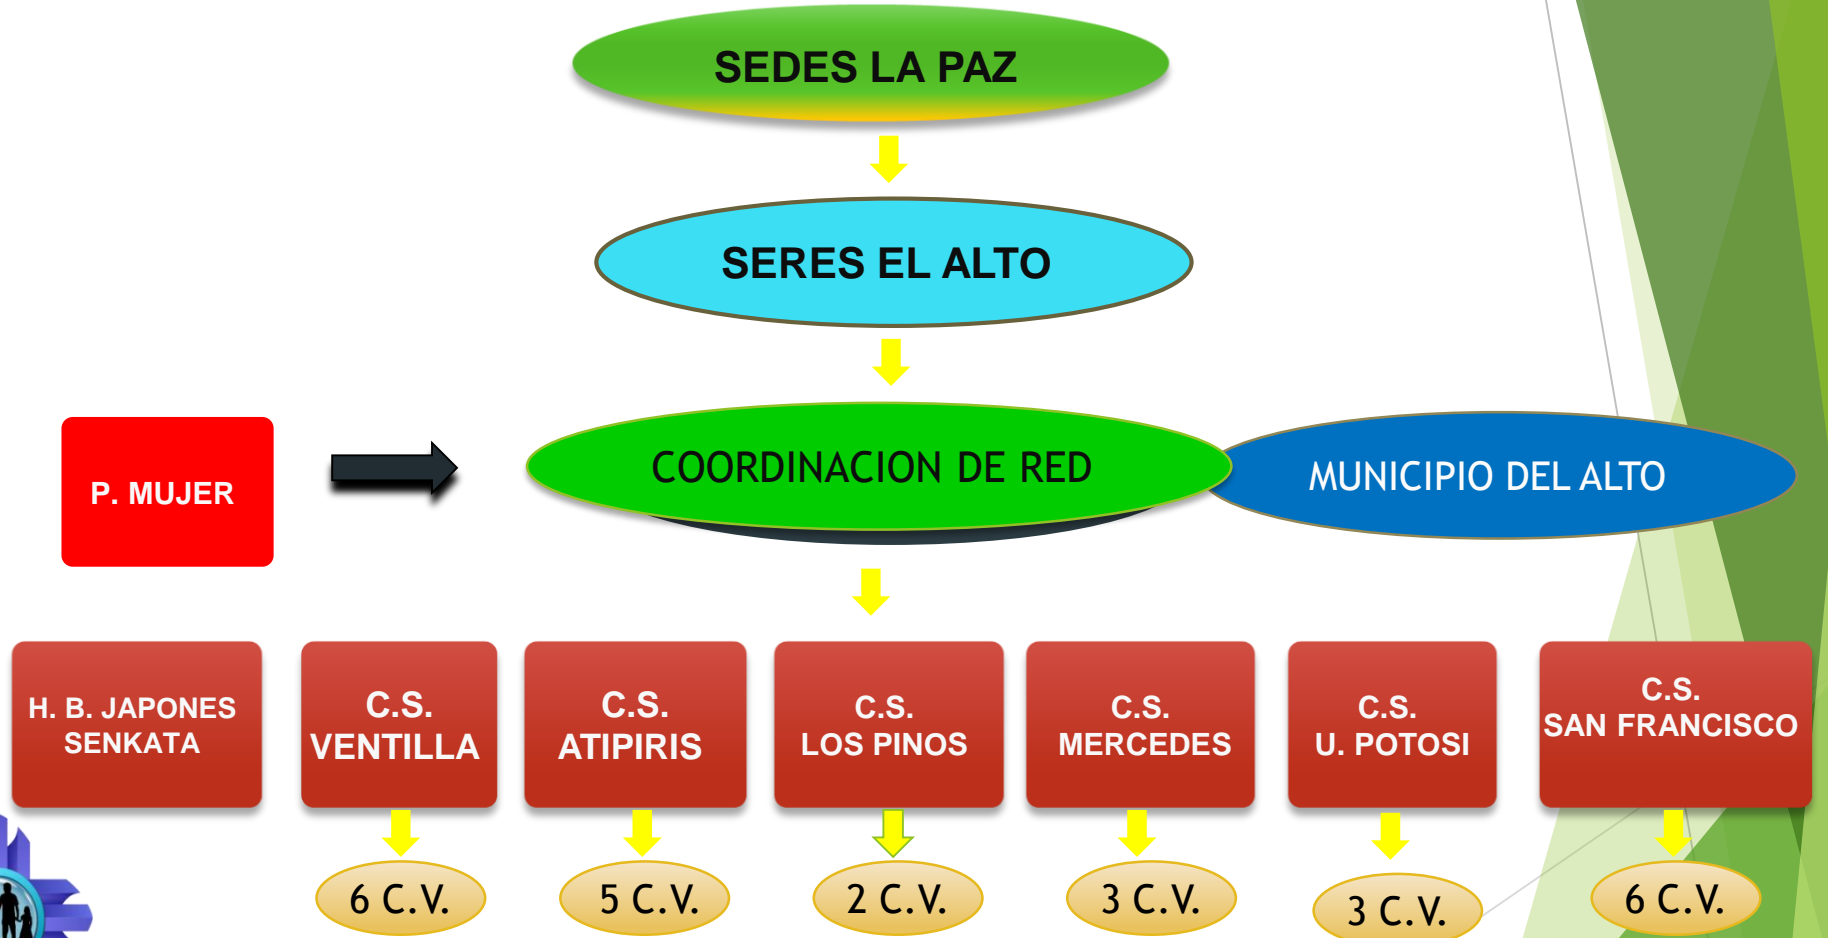 SEDES LA PAZ
SERES EL ALTO
COORDINACION DE RED
MUNICIPIO DEL ALTO
P. MUJER
H. B. JAPONES
SENKATA
C.S.
VENTILLA
C.S.
ATIPIRIS
C.S.
LOS PINOS
C.S.
MERCEDES
C.S.
U. POTOSI
C.S.
SAN FRANCISCO
6 C.V.
5 C.V.
2 C.V.
3 C.V.
3 C.V.
6 C.V.